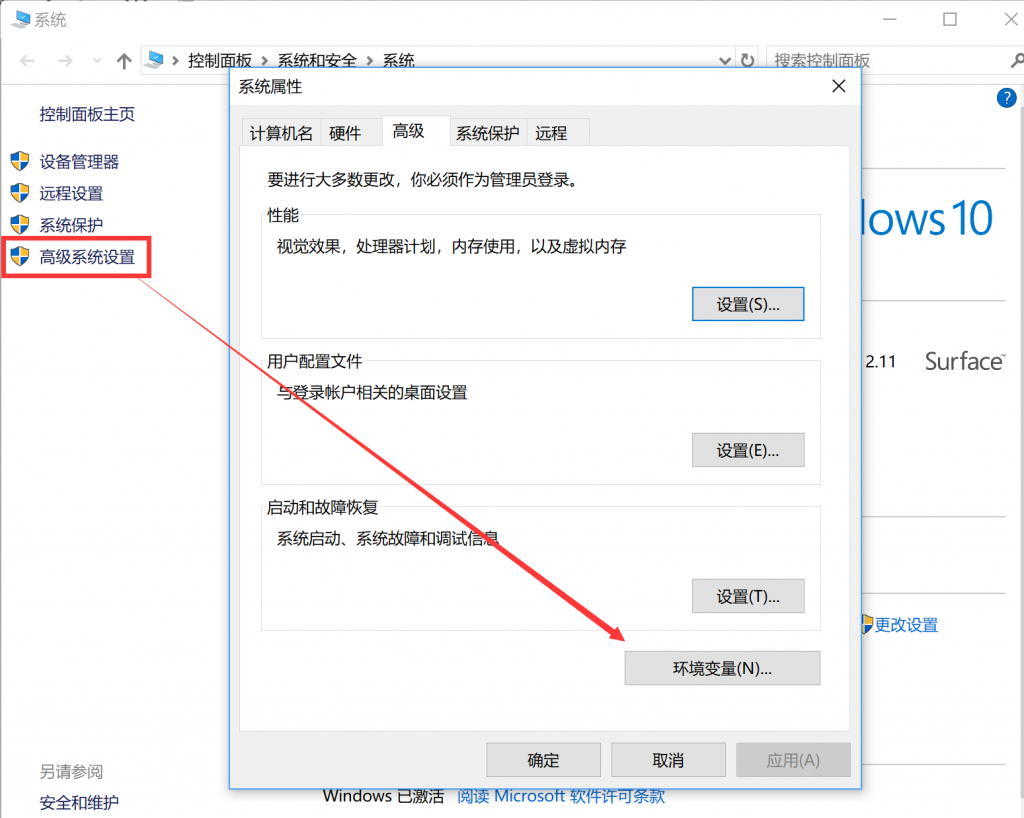 系统
控制面板 > 系统和安全 > 系统
搜索控制面板
控制面板主页
设备管理器
远程设置
系统保护
高级系统设置
另请参阅
安全和维护
系统属性
计算机名 硬件 高级 系统保护 远程
要进行大多数更改，你必须作为管理员登录。
性能
视觉效果，处理器计划，内存使用，以及虚拟内存
设置(S)...
用户配置文件
与登录帐户相关的桌面设置
设置(E)...
启动和故障恢复
系统启动、系统故障和调试信息
设置(T)...
环境变量(N)...
确定 取消 应用(A)
?
lows 10
2.11 Surface™
更改设置
Windows 已激活 阅读 Microsoft 软件许可条款